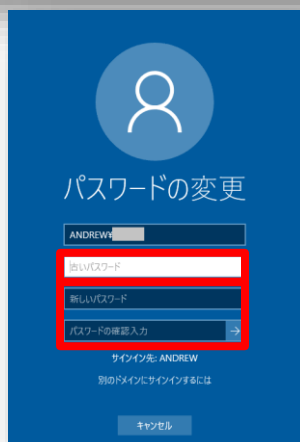 パスワードの変更
ANDREW¥
古いパスワード
新しいパスワード
パスワードの確認入力
サインイン先: ANDREW
別のドメインにサインインするには
キャンセル